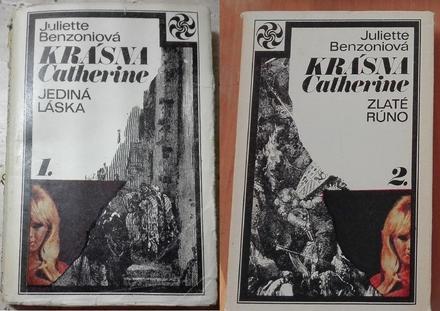 Juliette
Benzoniová
KRÁSNA
Catherine
JEDINÁ
LÁSKA
1.
Juliette
Benzoniová
KRÁSNA
Catherine
ZLATÉ
RÚNO
2.